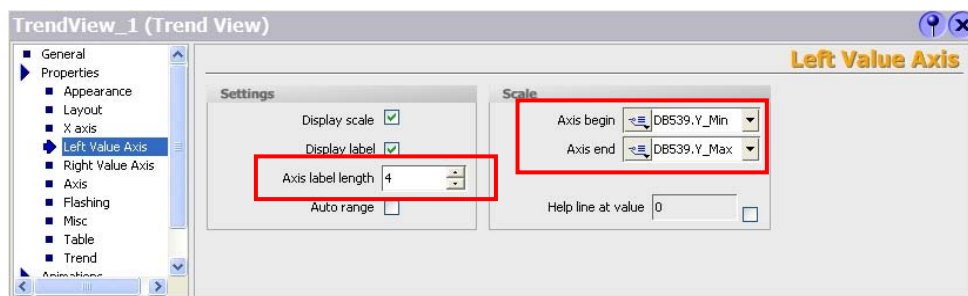 TrendView_1 (Trend View)
General
Properties
Appearance
Layout
X axis
Left Value Axis
Right Value Axis
Axis
Flashing
Misc
Table
Trend
Animations
Left Value Axis
Settings
Display scale
Display label
Axis label length 4
Auto range
Scale
Axis begin DB539.Y_Min
Axis end DB539.Y_Max
Help line at value 0